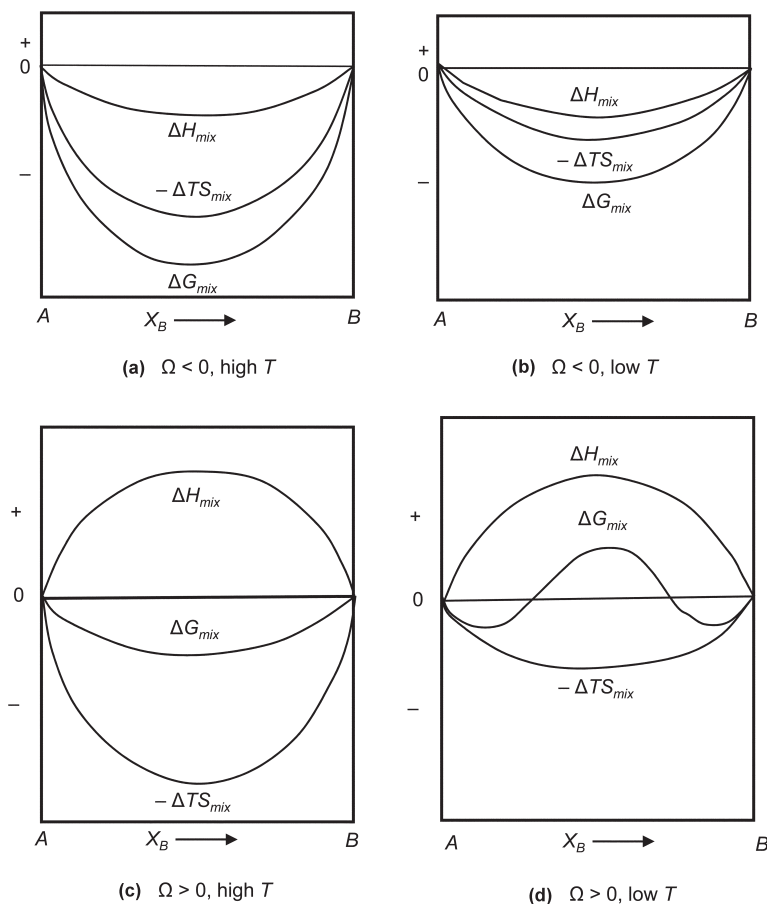 +
0
–
ΔHmix
– ΔTSmix
ΔGmix
A
XB
B
(a) Ω < 0, high T
+
0
–
ΔHmix
– ΔTSmix
ΔGmix
A
XB
B
(b) Ω < 0, low T
+
0
–
ΔHmix
ΔGmix
– ΔTSmix
A
XB
B
(c) Ω > 0, high T
+
0
–
ΔHmix
ΔGmix
– ΔTSmix
A
XB
B
(d) Ω > 0, low T